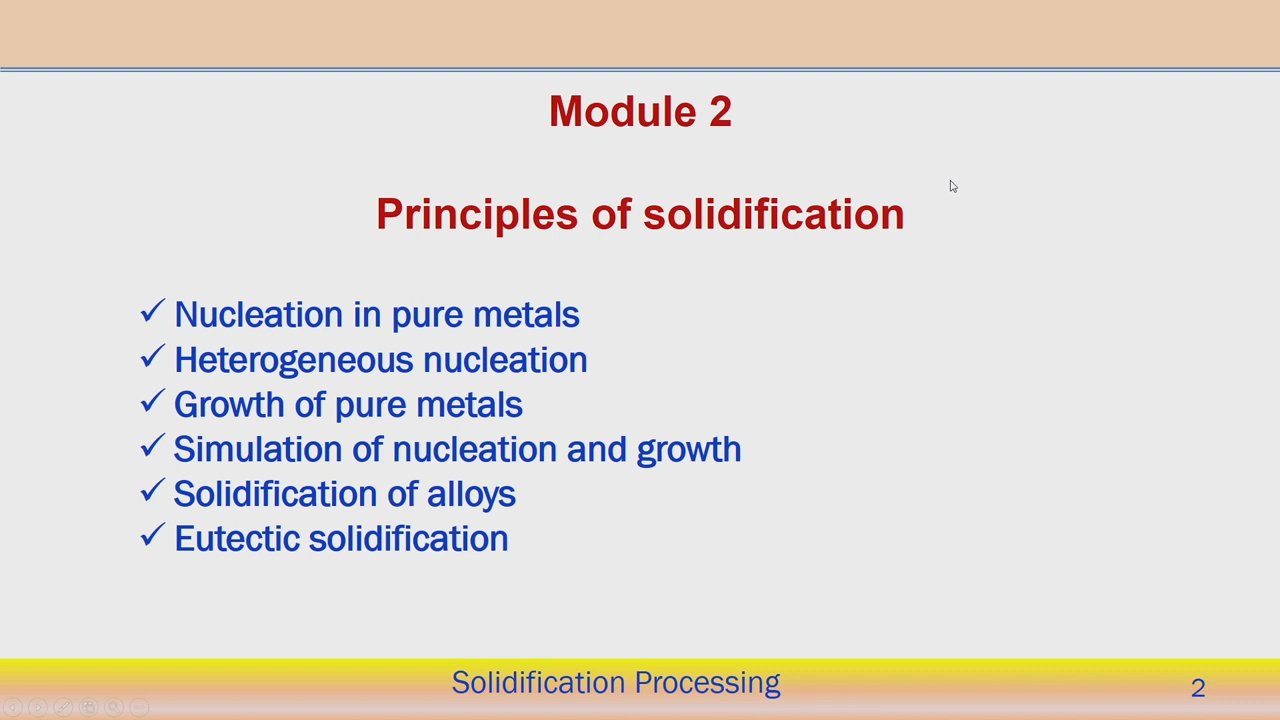 Module 2
Principles of solidification
✓ Nucleation in pure metals
✓ Heterogeneous nucleation
✓ Growth of pure metals
✓ Simulation of nucleation and growth
✓ Solidification of alloys
✓ Eutectic solidification
Solidification Processing
2